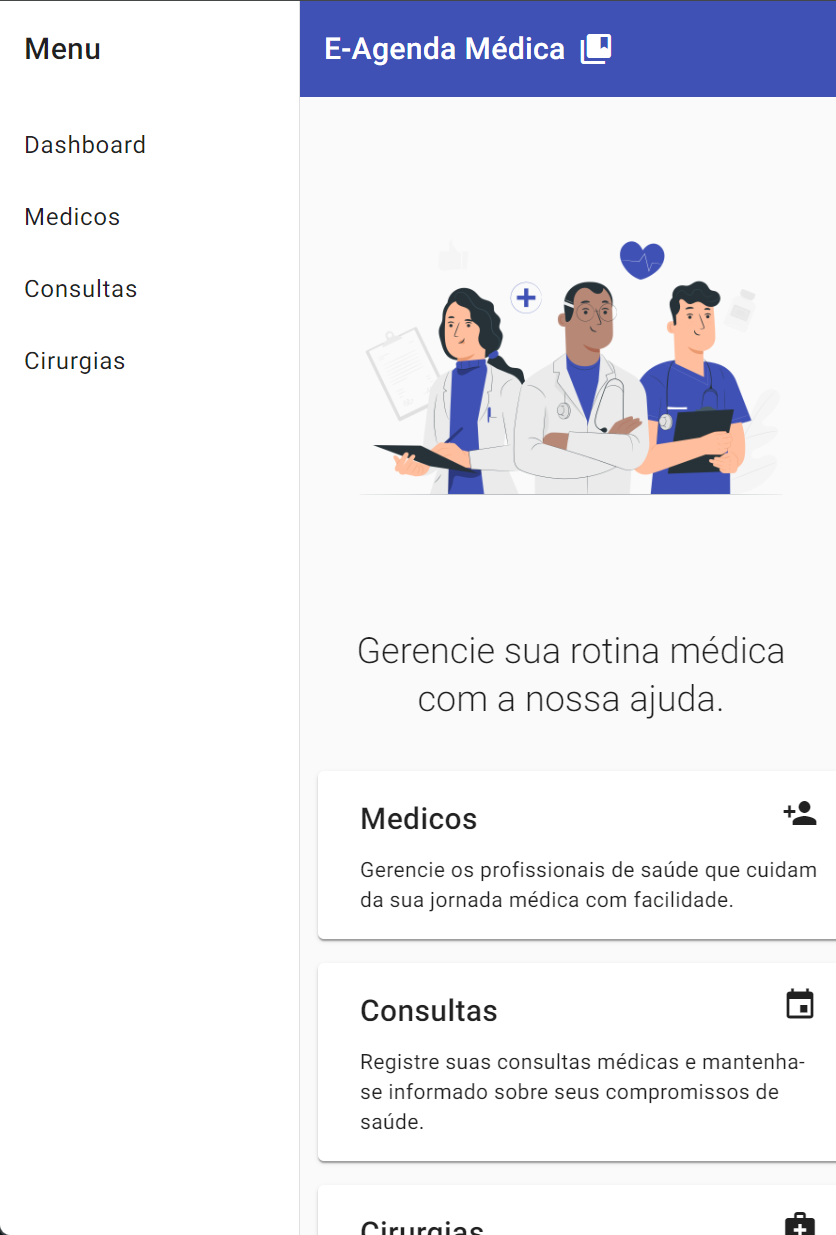 Menu
Dashboard
Medicos
Consultas
Cirurgias
E-Agenda Médica
Gerencie sua rotina médica
com a nossa ajuda.
Medicos
Gerencie os profissionais de saúde que cuidam
da sua jornada médica com facilidade.
Consultas
Registre suas consultas médicas e mantenha-
se informado sobre seus compromissos de
saúde.
Cirurgias